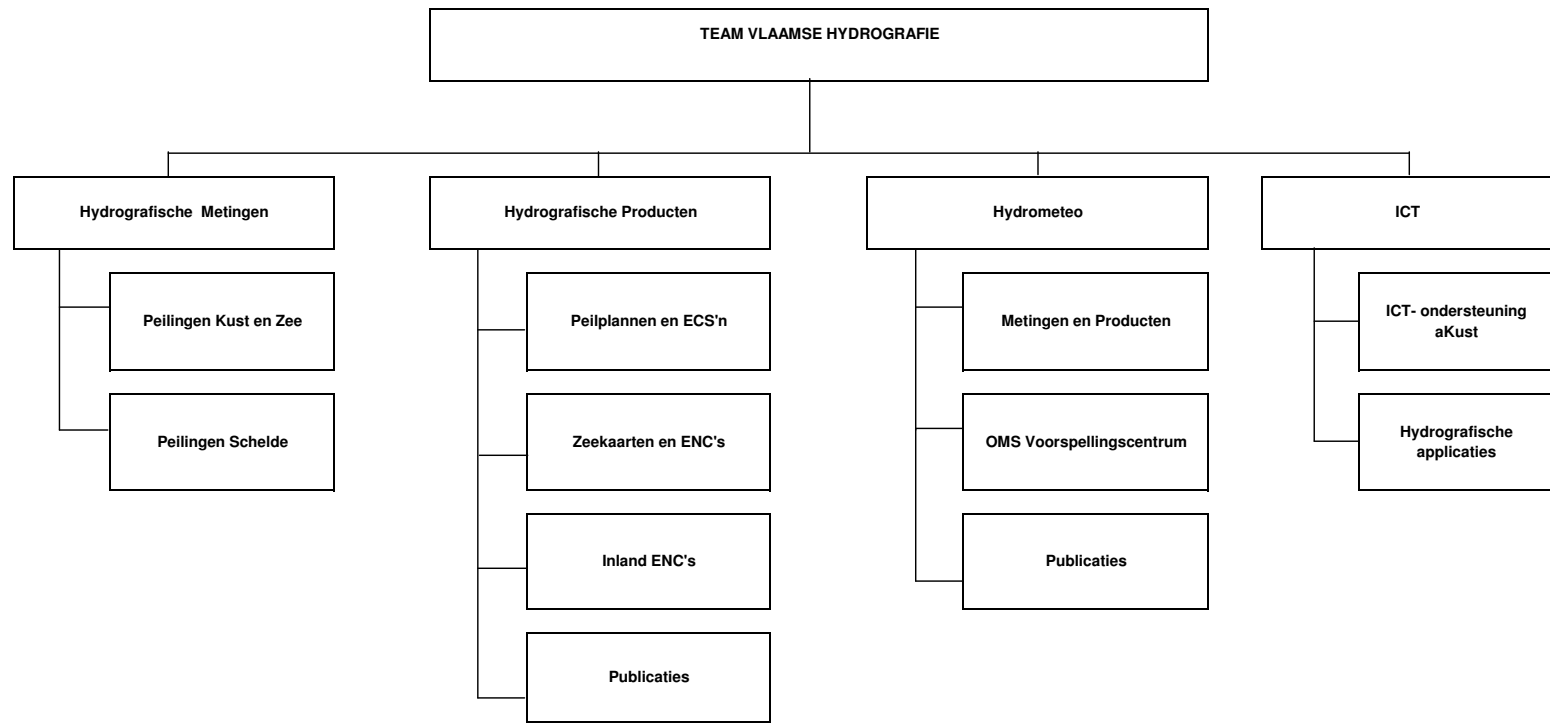 TEAM VLAAMSE HYDROGRAFIE
Hydrografische Metingen
Hydrografische Producten
Hydrometeo
ICT
Peilingen Kust en Zee
Peilplannen en ECS'n
Metingen en Producten
ICT- ondersteuning
aKust
Peilingen Schelde
Zeekaarten en ENC's
OMS Voorspellingscentrum
Hydrografische
applicaties
Inland ENC's
Publicaties
Publicaties